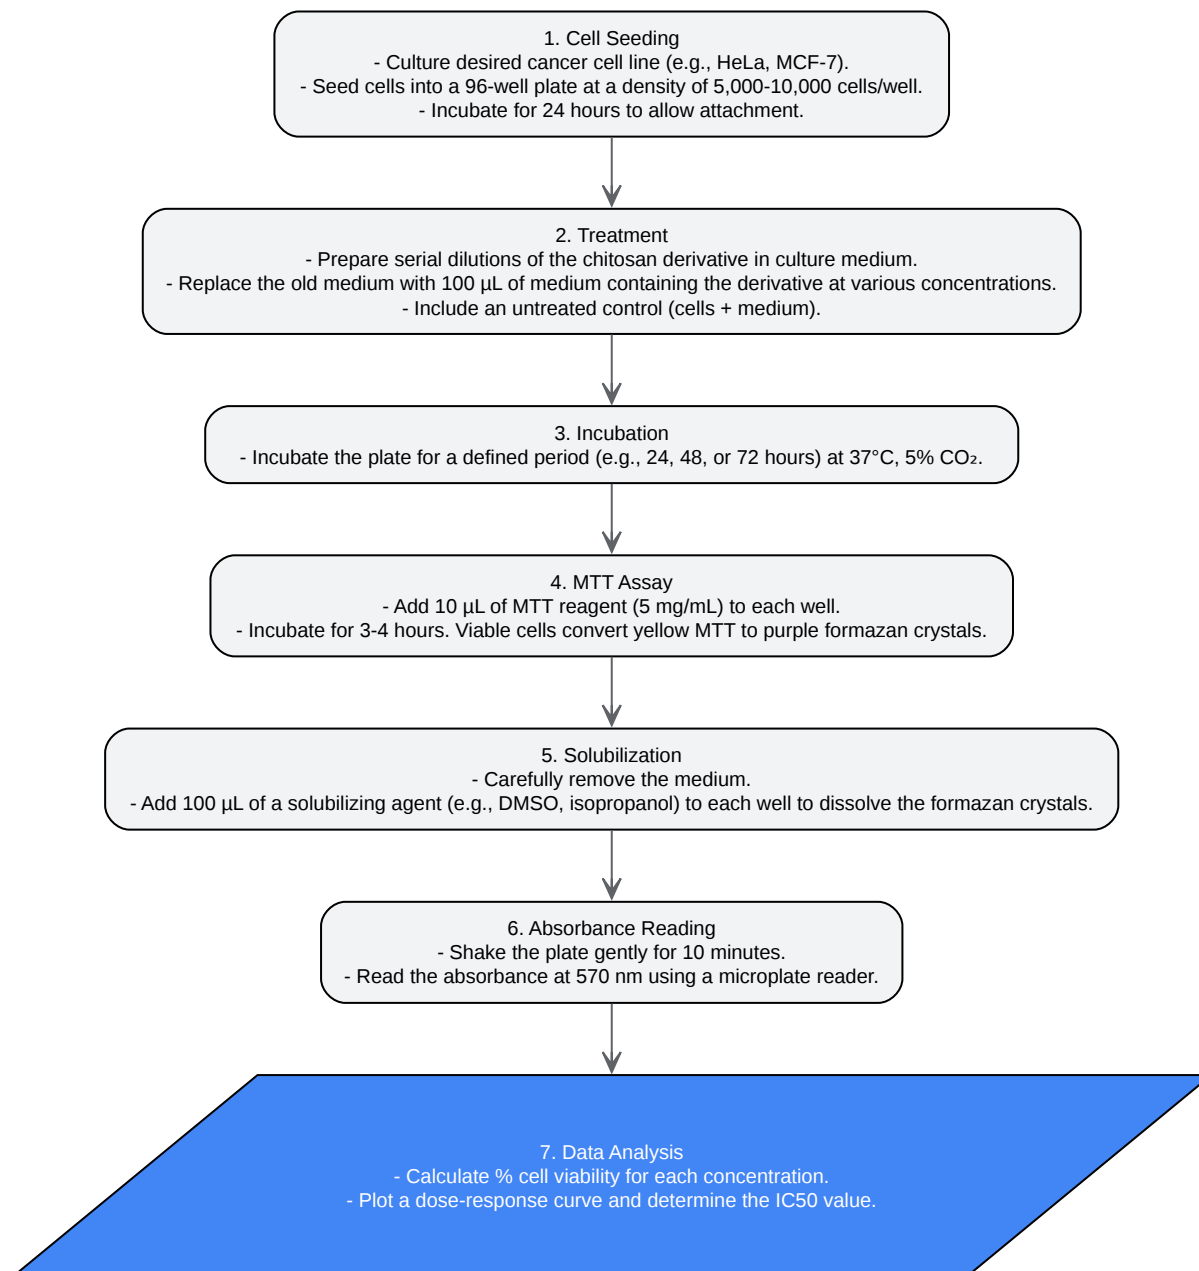 1. Cell Seeding
- Culture desired cancer cell line (e.g., HeLa, MCF-7).
- Seed cells into a 96-well plate at a density of 5,000-10,000 cells/well.
- Incubate for 24 hours to allow attachment.
2. Treatment
- Prepare serial dilutions of the chitosan derivative in culture medium.
- Replace the old medium with 100 µL of medium containing the derivative at various concentrations.
- Include an untreated control (cells + medium).
3. Incubation
- Incubate the plate for a defined period (e.g., 24, 48, or 72 hours) at 37°C, 5% CO₂.
4. MTT Assay
- Add 10 µL of MTT reagent (5 mg/mL) to each well.
- Incubate for 3-4 hours. Viable cells convert yellow MTT to purple formazan crystals.
5. Solubilization
- Carefully remove the medium.
- Add 100 µL of a solubilizing agent (e.g., DMSO, isopropanol) to each well to dissolve the formazan crystals.
6. Absorbance Reading
- Shake the plate gently for 10 minutes.
- Read the absorbance at 570 nm using a microplate reader.
7. Data Analysis
- Calculate % cell viability for each concentration.
- Plot a dose-response curve and determine the IC50 value.